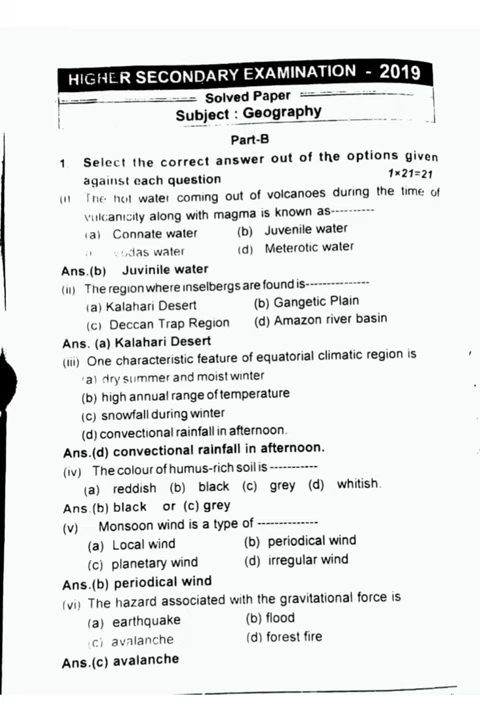 HIGHER SECONDARY EXAMINATION - 2019
Solved Paper
Subject : Geography
Part-B
1. Select the correct answer out of the options given
against each question 1×21=21
(i) The hot water coming out of volcanoes during the time of
vulcanicity along with magma is known as----------
(a) Connate water (b) Juvenile water
water (d) Meterotic water
Ans.(b) Juvinile water
(ii) The region where inselbergs are found is---------------
(a) Kalahari Desert (b) Gangetic Plain
(c) Deccan Trap Region (d) Amazon river basin
Ans. (a) Kalahari Desert
(iii) One characteristic feature of equatorial climatic region is
(a) dry summer and moist winter
(b) high annual range of temperature
(c) snowfall during winter
(d) convectional rainfall in afternoon.
Ans.(d) convectional rainfall in afternoon.
(iv) The colour of humus-rich soil is -----------
(a) reddish (b) black (c) grey (d) whitish.
Ans.(b) black or (c) grey
(v) Monsoon wind is a type of --------------
(a) Local wind (b) periodical wind
(c) planetary wind (d) irregular wind
Ans.(b) periodical wind
(vi) The hazard associated with the gravitational force is
(a) earthquake (b) flood
(c) avalanche (d) forest fire
Ans.(c) avalanche